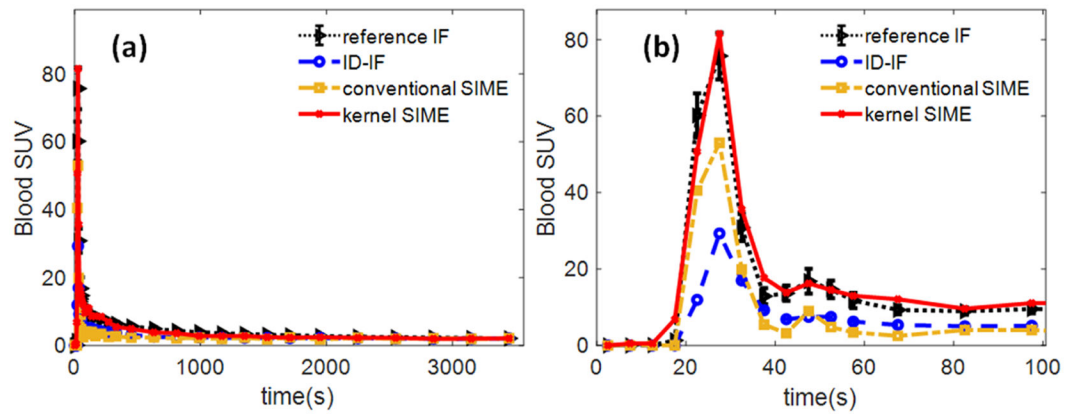 (a)
reference IF
ID-IF
conventional SIME
kernel SIME
Blood SUV
80
60
40
20
0
0
1000
2000
3000
time(s)
(b)
reference IF
ID-IF
conventional SIME
kernel SIME
Blood SUV
80
60
40
20
0
0
20
40
60
80
100
time(s)